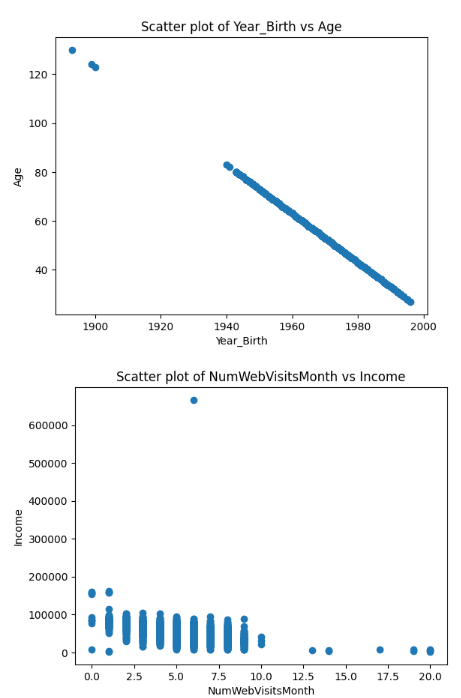 Scatter plot of Year_Birth vs Age
120
100
80
60
40
Age
1900 1920 1940 1960 1980 2000
Year_Birth
Scatter plot of NumWebVisitsMonth vs Income
600000
500000
400000
300000
200000
100000
0
Income
0.0 2.5 5.0 7.5 10.0 12.5 15.0 17.5 20.0
NumWebVisitsMonth